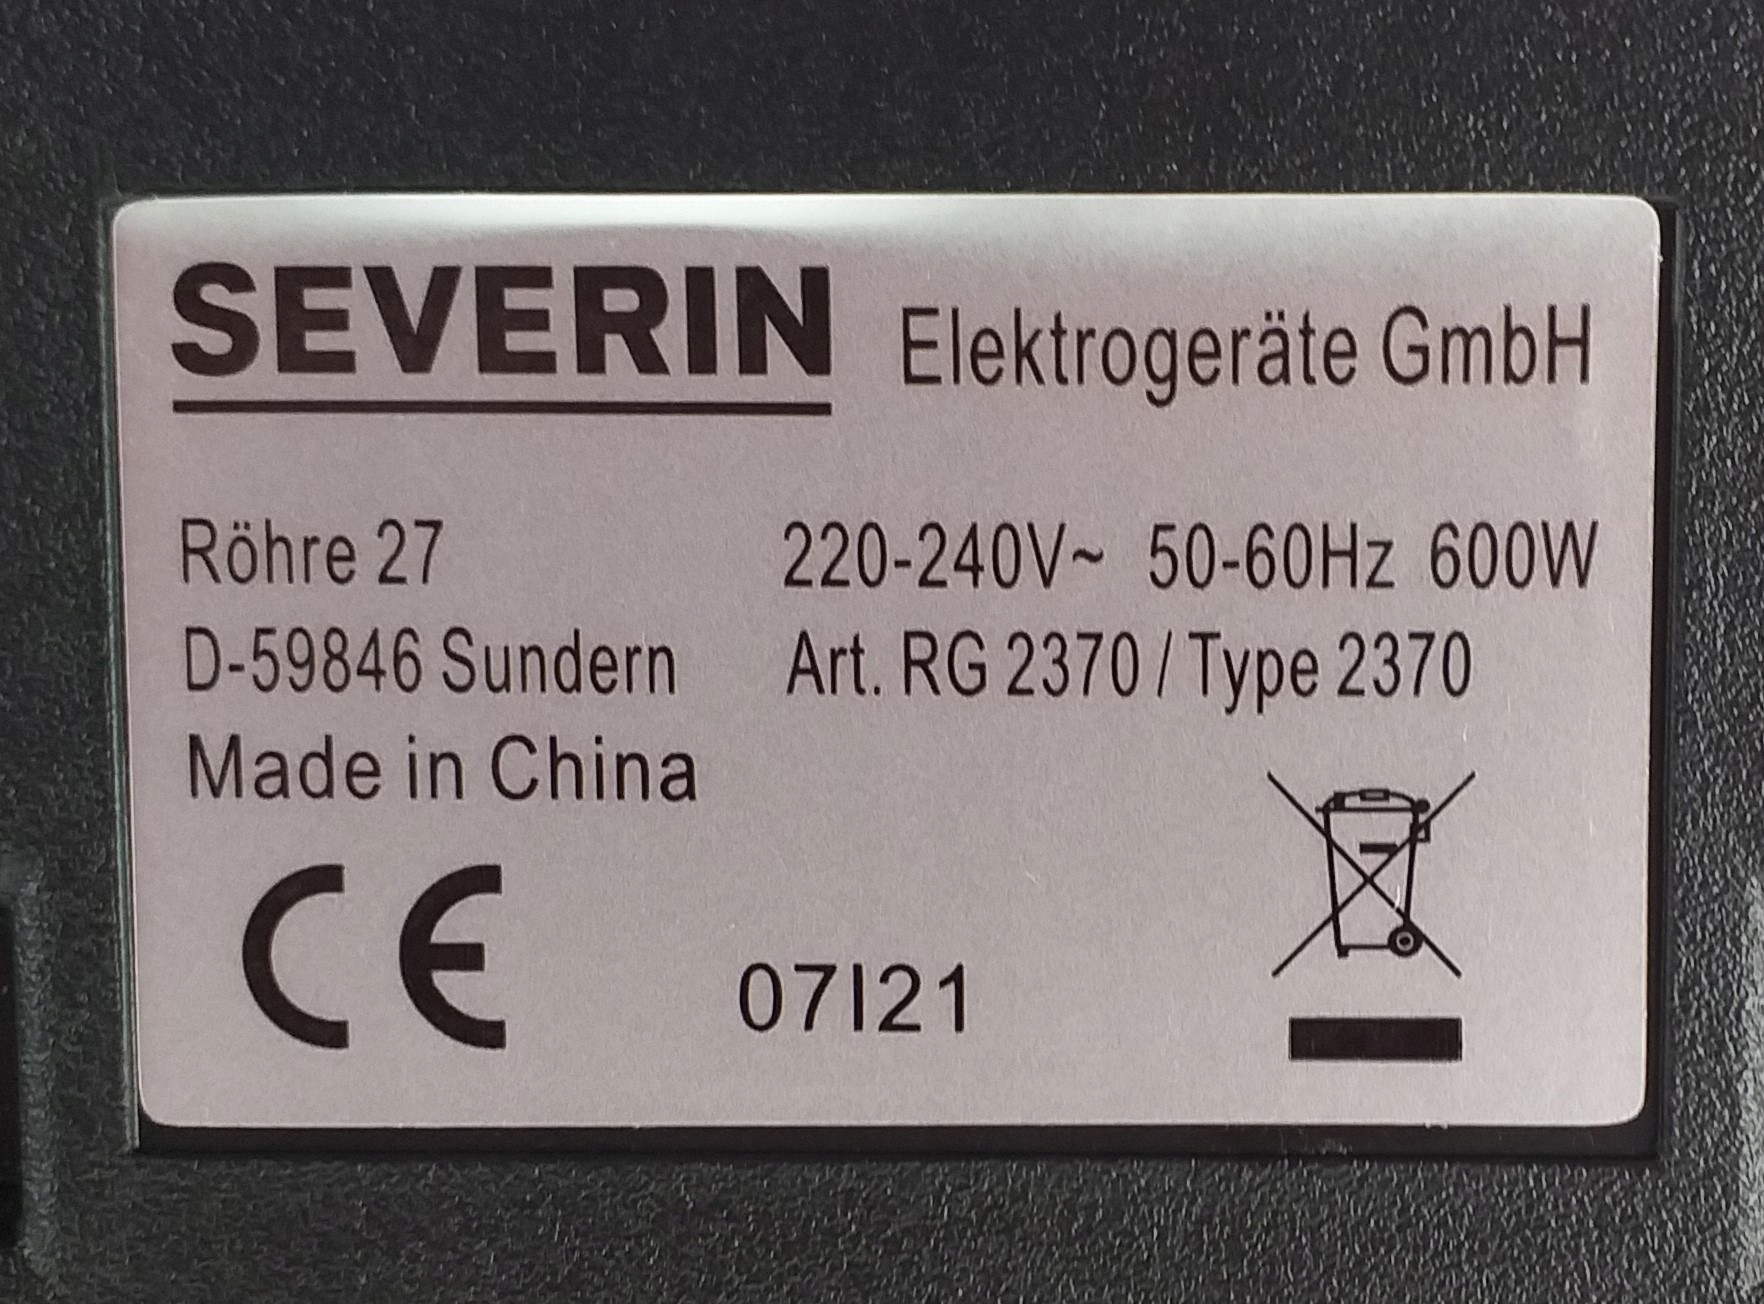 SEVERIN Elektrogeräte GmbH
Röhre 27 220-240V~ 50-60Hz 600W
D-59846 Sundern Art. RG 2370 / Type 2370
Made in China
CE 07I21